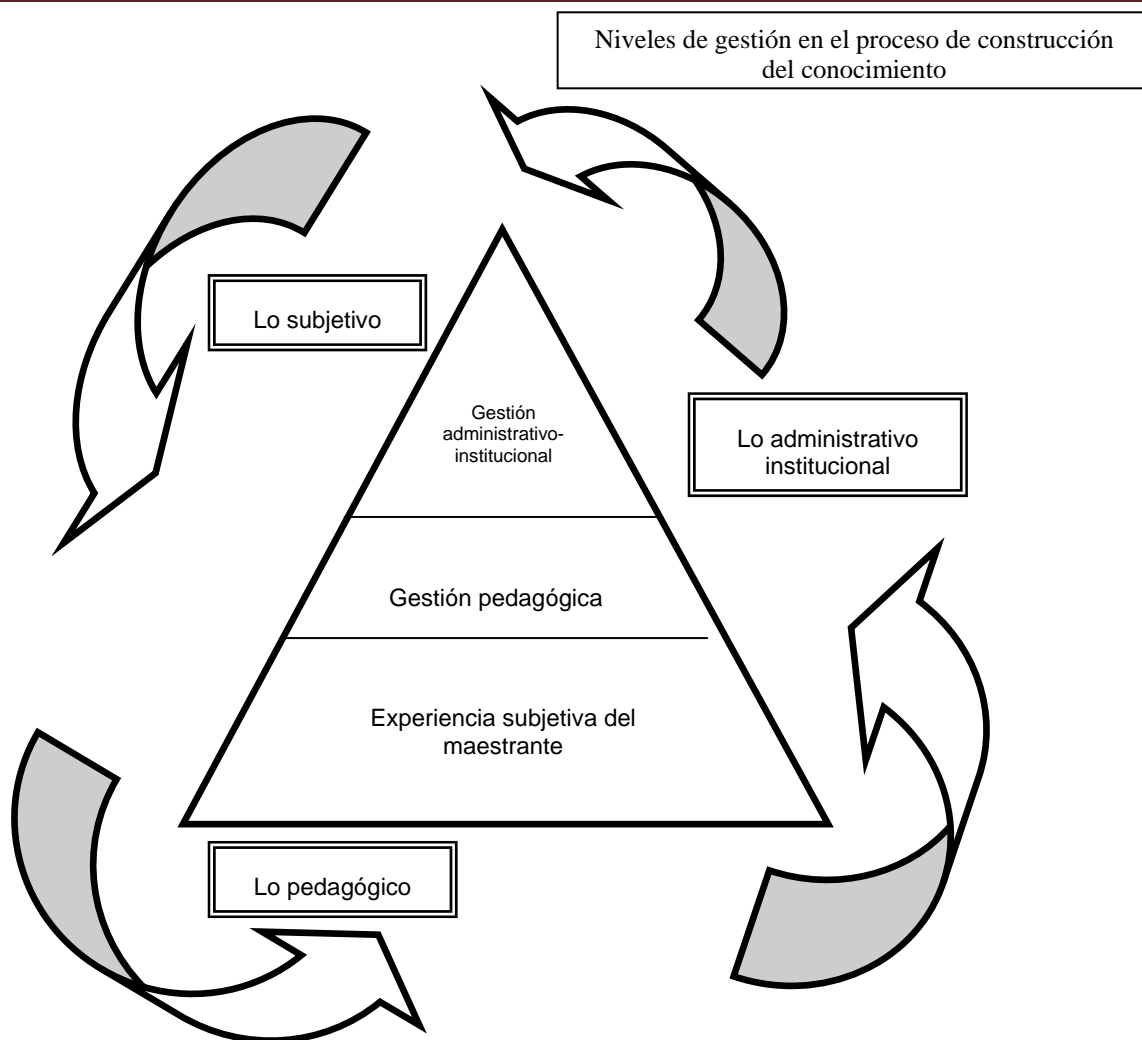 Niveles de gestión en el proceso de construcción
del conocimiento
Lo subjetivo
Gestión
administrativo-
institucional
Lo administrativo
institucional
Gestión pedagógica
Experiencia subjetiva del
maestrante
Lo pedagógico